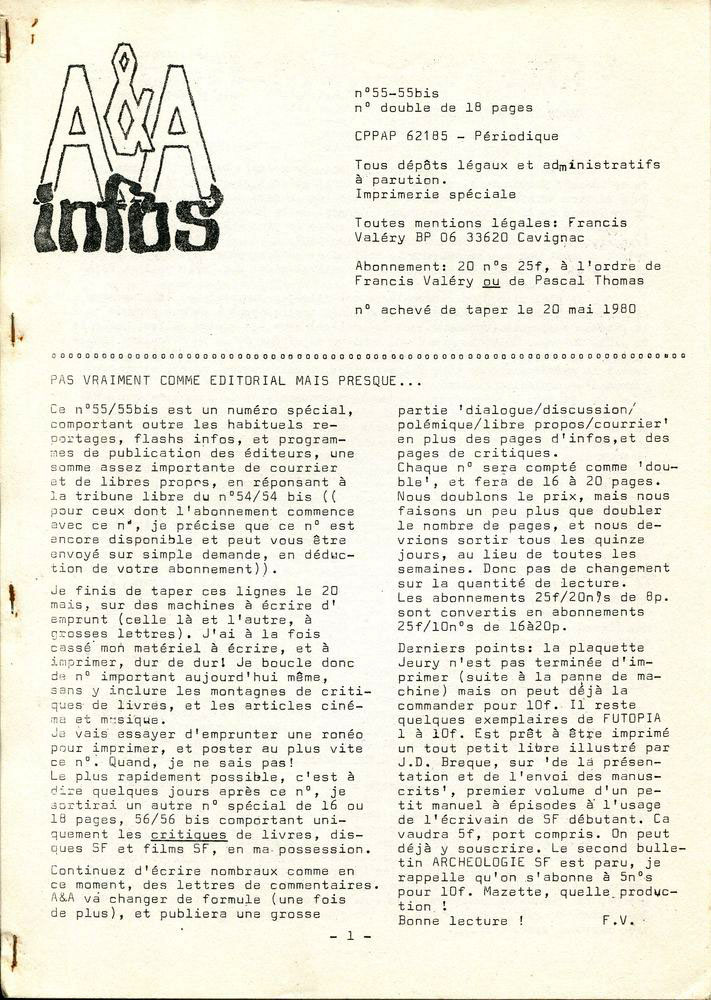 A&A
infos
n°55-55bis
n° double de 18 pages
CPPAP 62185 - Périodique
Tous dépôts légaux et administratifs
à parution.
Imprimerie spéciale
Toutes mentions légales: Francis
Valéry BP 06 33620 Cavignac
Abonnement: 20 n°s 25f, à l'ordre de
Francis Valéry ou de Pascal Thomas
n° achevé de taper le 20 mai 1980
PAS VRAIMENT COMME EDITORIAL MAIS PRESQUE...
Ce n°55/55bis est un numéro spécial,
comportant outre les habituels re-
portages, flashs infos, et program-
mes de publication des éditeurs, une
somme assez importante de courrier
et de libres propos, en réponsant à
la tribune libre du n°54/54 bis ((
pour ceux dont l'abonnement commence
avec ce n°, je précise que ce n° est
encore disponible et peut vous être
envoyé sur simple demande, en déduc-
tion de votre abonnement)).
Je finis de taper ces lignes le 20
mais, sur des machines à écrire d'
emprunt (celle là et l'autre, à
grosses lettres). J'ai à la fois
cassé mon matériel à écrire, et à
imprimer, dur de dur! Je boucle donc
de n° important aujourd'hui même,
sans y inclure les montagnes de criti-
ques de livres, et les articles ciné-
ma et musique.
Je vais essayer d'emprunter une ronéo
pour imprimer, et poster au plus vite
ce n°. Quand, je ne sais pas!
Le plus rapidement possible, c'est à
dire quelques jours après ce n°, je
sortirai un autre n° spécial de 16 ou
18 pages, 56/56 bis comportant uni-
quement les critiques de livres, dis-
ques SF et films SF, en ma possession.
Continuez d'écrire nombraux comme en
ce moment, des lettres de commentaires.
A&A va changer de formule (une fois
de plus), et publiera une grosse
partie 'dialogue/discussion/
polémique/libre propos/courrier'
en plus des pages d'infos,et des
pages de critiques.
Chaque n° sera compté comme 'dou-
ble', et fera de 16 à 20 pages.
Nous doublons le prix, mais nous
faisons un peu plus que doubler
le nombre de pages, et nous de-
vrions sortir tous les quinze
jours, au lieu de toutes les
semaines. Donc pas de changement
sur la quantité de lecture.
Les abonnements 25f/20n°s de 8p.
sont convertis en abonnements
25f/10n°s de 16à20p.
Derniers points: la plaquette
Jeury n'est pas terminée d'im-
primer (suite à la panne de ma-
chine) mais on peut déjà la
commander pour 10f. Il reste
quelques exemplaires de FUTOPIA
1 à 10f. Est prêt à être imprimé
un tout petit libre illustré par
J.D. Breque, sur 'de la présen-
tation et de l'envoi des manus-
crits', premier volume d'un pe-
tit manuel à épisodes à l'usage
de l'écrivain de SF débutant. Ca
vaudra 5f, port compris. On peut
déjà y souscrire. Le second bulle-
tin ARCHEOLOGIE SF est paru, je
rappelle qu'on s'abonne à 5n°s
pour 10f. Mazette, quelle produc-
tion !
Bonne lecture ! F.V.
- 1 -